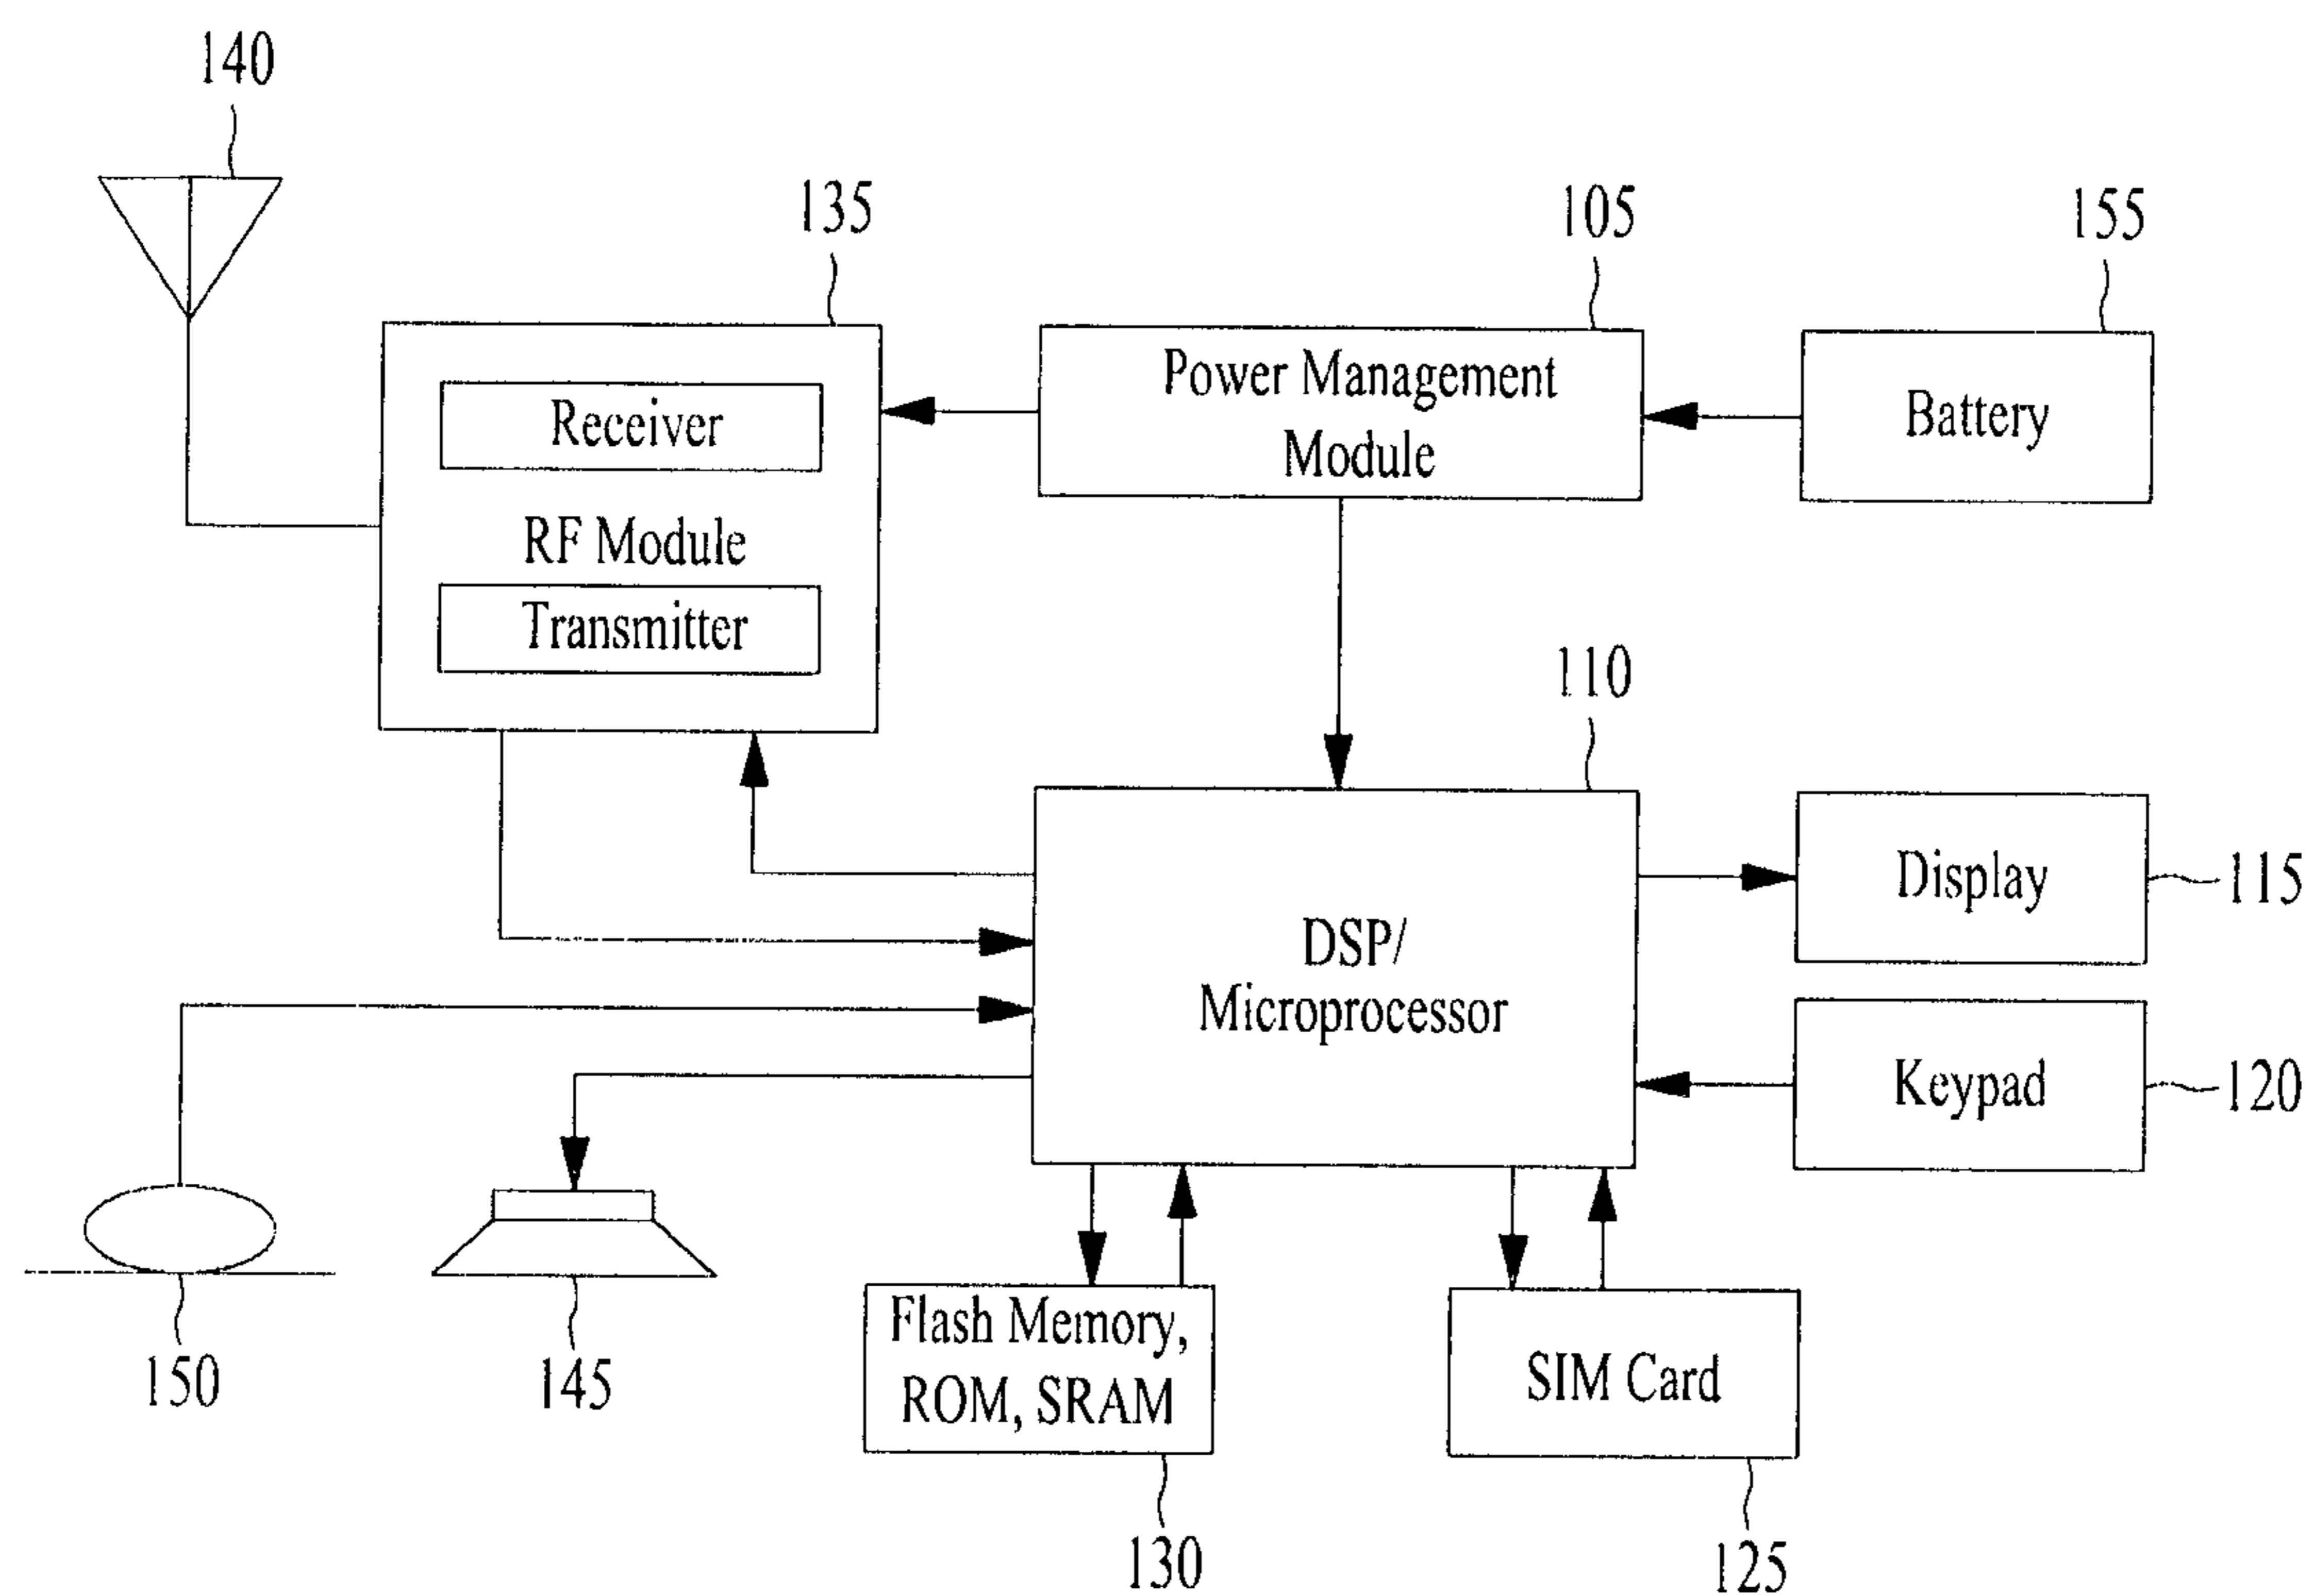 140
135
105
155
Receiver
RF Module
Transmitter
Power Management
Module
Battery
110
DSP/
Microprocessor
Display
115
Keypad
120
150
145
Flash Memory,
ROM, SRAM
130
SIM Card
125